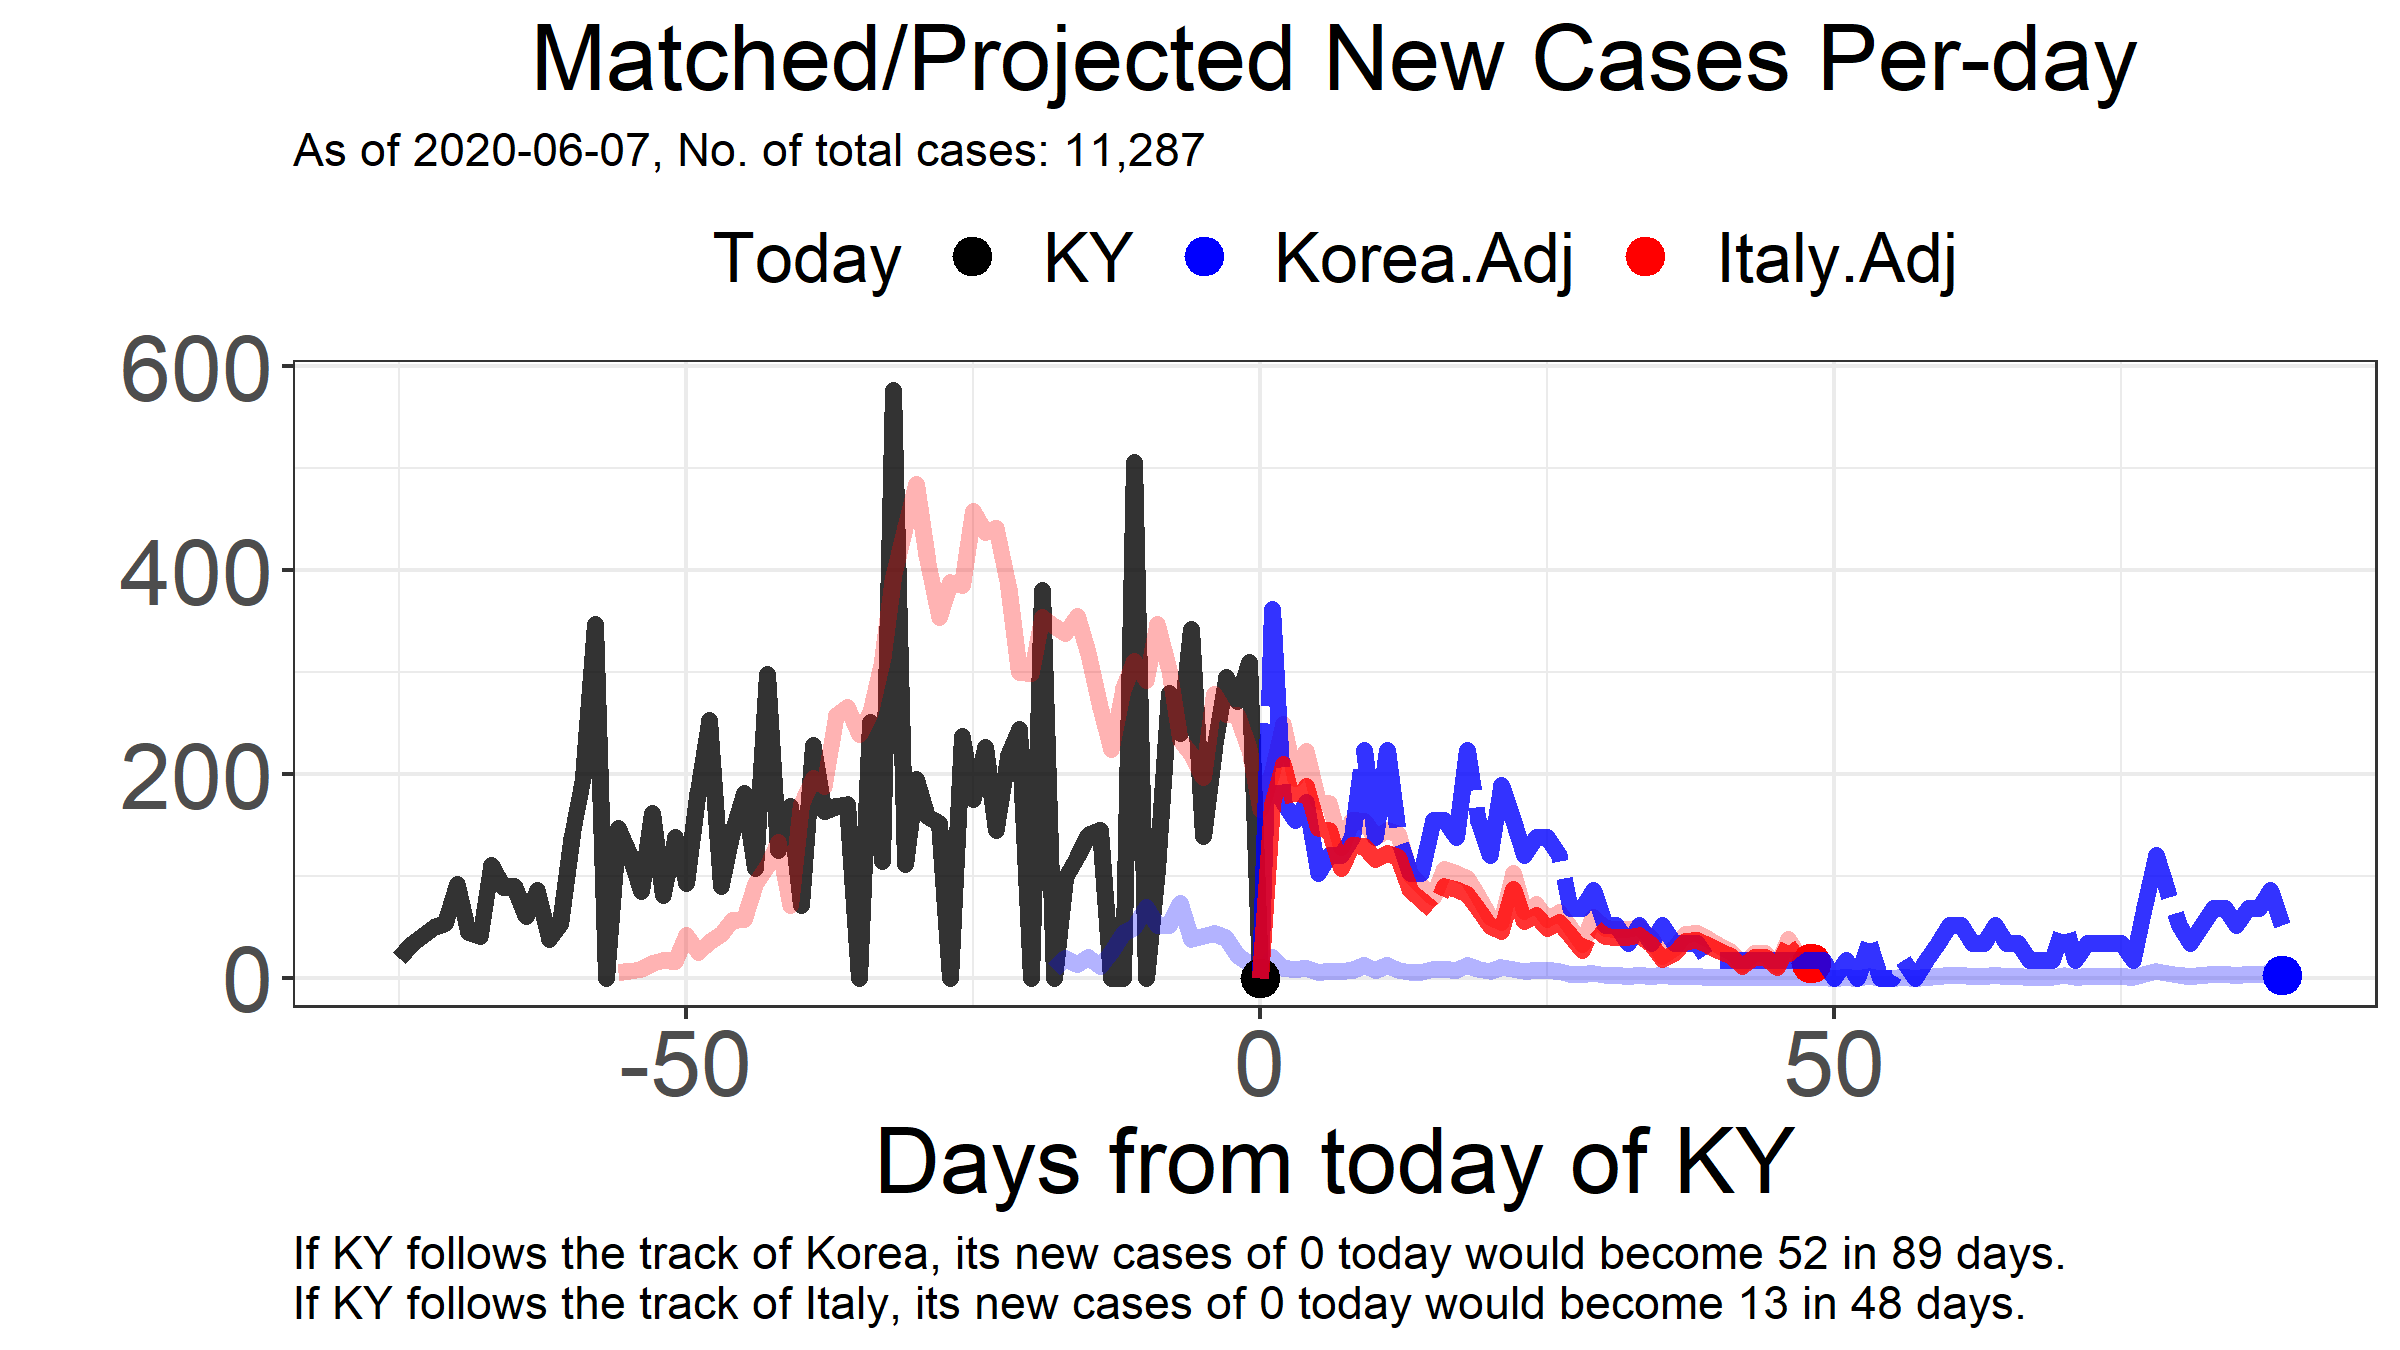 Matched/Projected New Cases Per-day
As of 2020-06-07, No. of total cases: 11,287
Today KY Korea.Adj Italy.Adj
600
400
200
0
-50 0 50
Days from today of KY
If KY follows the track of Korea, its new cases of 0 today would become 52 in 89 days.
If KY follows the track of Italy, its new cases of 0 today would become 13 in 48 days.